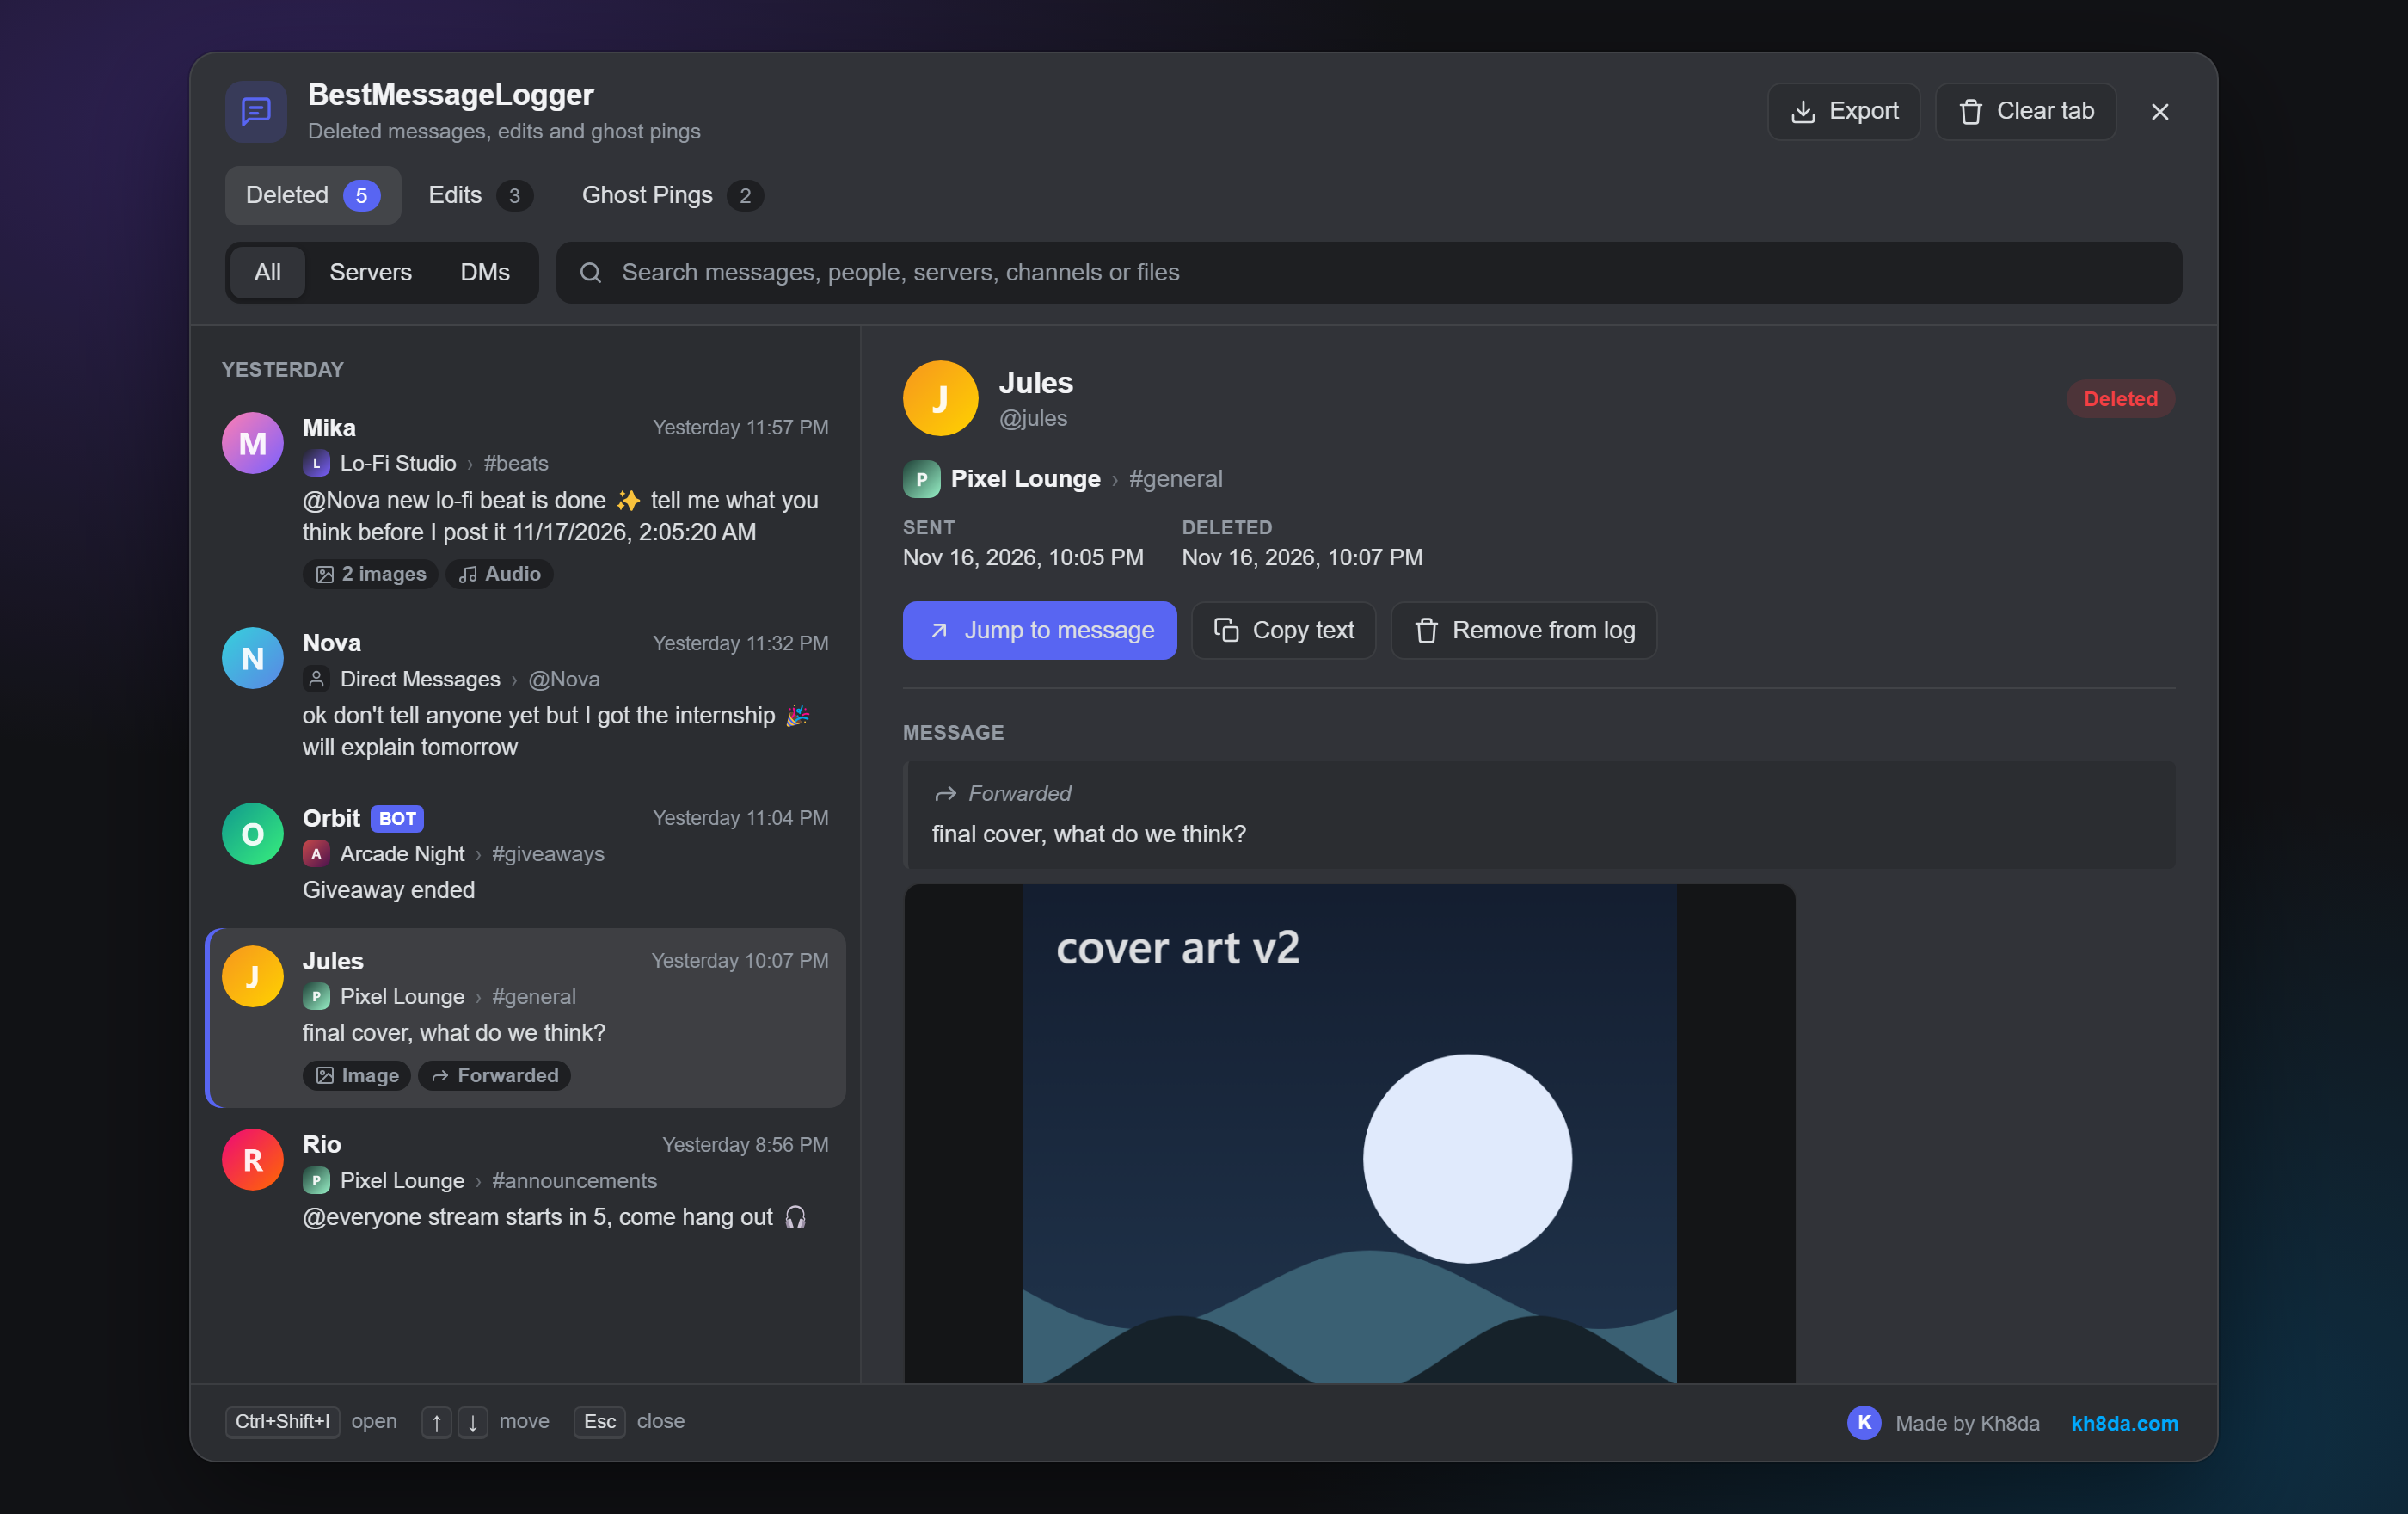 BestMessageLogger
Deleted messages, edits and ghost pings
Export
Clear tab
Deleted 5
Edits 3
Ghost Pings 2
All
Servers
DMs
Search messages, people, servers, channels or files
YESTERDAY
M
Mika
Yesterday 11:57 PM
L Lo-Fi Studio › #beats
@Nova new lo-fi beat is done ✨ tell me what you
think before I post it 11/17/2026, 2:05:20 AM
2 images
Audio
N
Nova
Yesterday 11:32 PM
Direct Messages › @Nova
ok don't tell anyone yet but I got the internship 🎉
will explain tomorrow
O
Orbit BOT
Yesterday 11:04 PM
A Arcade Night › #giveaways
Giveaway ended
J
Jules
Yesterday 10:07 PM
P Pixel Lounge › #general
final cover, what do we think?
Image
Forwarded
R
Rio
Yesterday 8:56 PM
P Pixel Lounge › #announcements
@everyone stream starts in 5, come hang out 🎧
J
Jules
@jules
Deleted
P Pixel Lounge › #general
SENT
Nov 16, 2026, 10:05 PM
DELETED
Nov 16, 2026, 10:07 PM
Jump to message
Copy text
Remove from log
MESSAGE
Forwarded
final cover, what do we think?
cover art v2
Ctrl+Shift+I open
↑ ↓ move
Esc close
K Made by Kh8da
kh8da.com